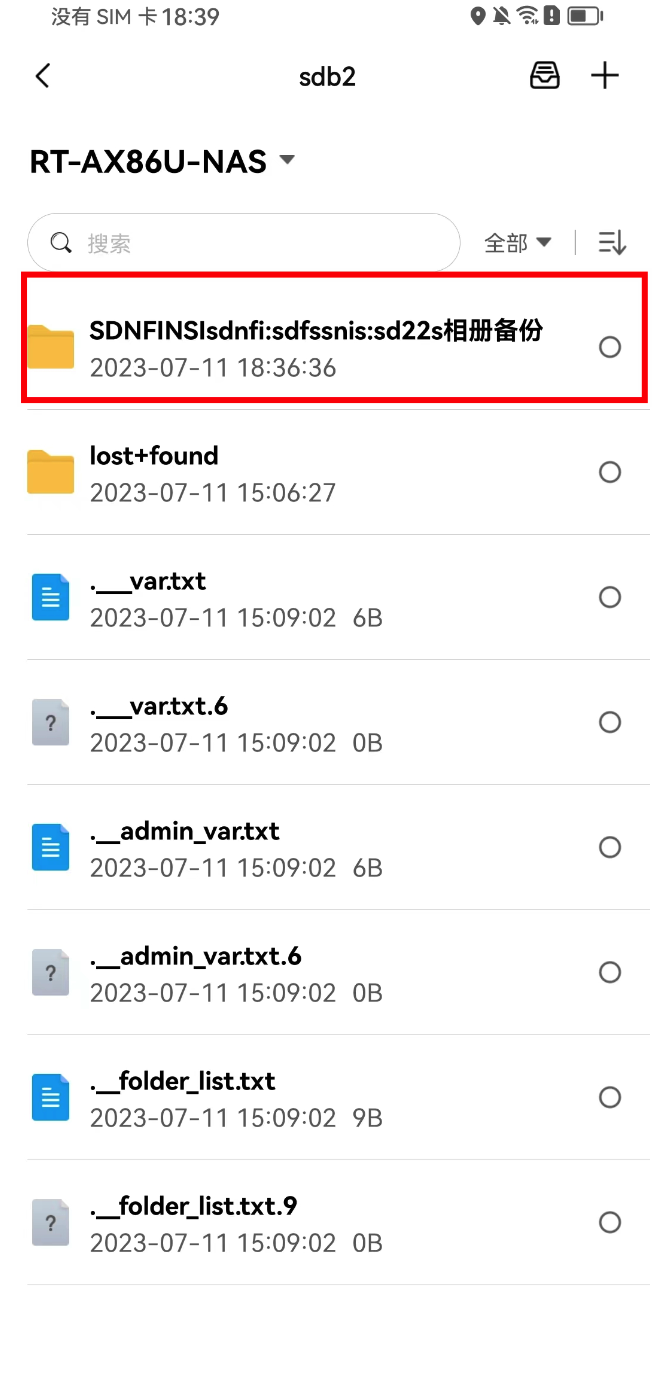 没有 SIM 卡 18:39
sdb2
RT-AX86U-NAS
搜索 全部
SDNFINSIsdnfi:sdfssnis:sd22s相册备份
2023-07-11 18:36:36
lost+found
2023-07-11 15:06:27
.___var.txt
2023-07-11 15:09:02 6B
?
.___var.txt.6
2023-07-11 15:09:02 0B
.__admin_var.txt
2023-07-11 15:09:02 6B
?
.__admin_var.txt.6
2023-07-11 15:09:02 0B
.__folder_list.txt
2023-07-11 15:09:02 9B
?
.__folder_list.txt.9
2023-07-11 15:09:02 0B